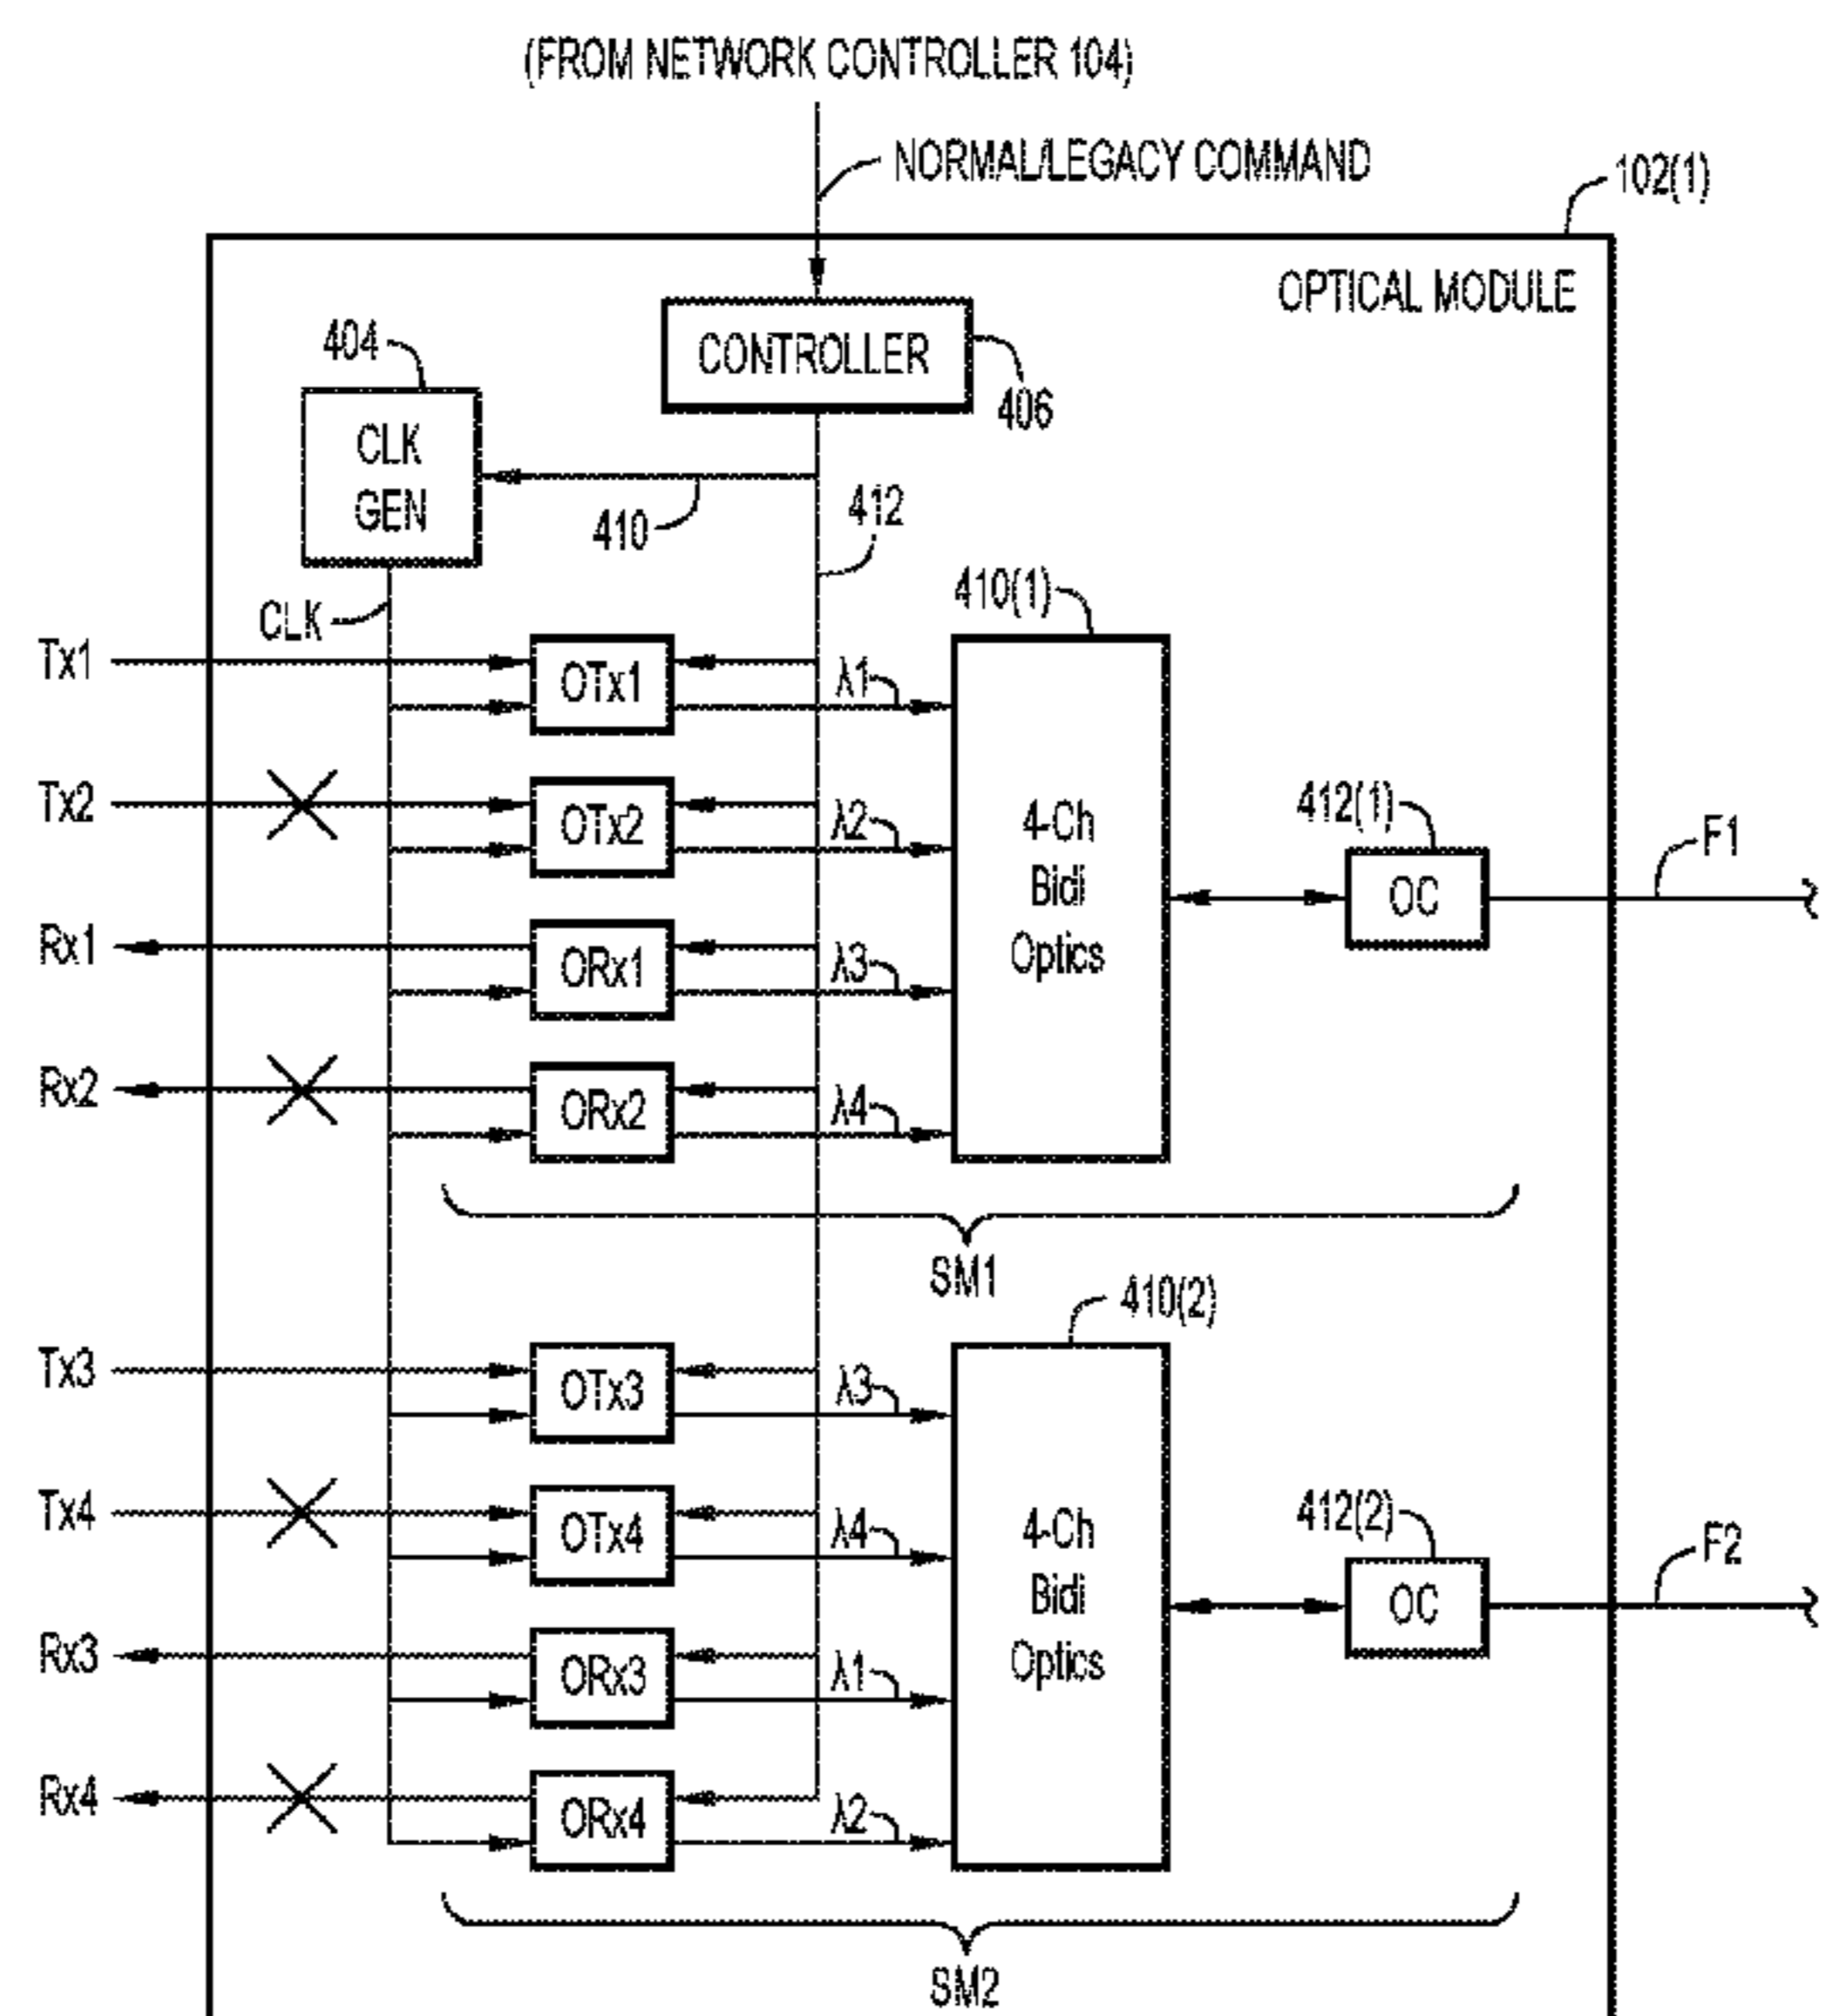 (FROM NETWORK CONTROLLER 104)
NORMAL/LEGACY COMMAND
102(1)
OPTICAL MODULE
CONTROLLER
406
404
CLK
GEN
410
412
CLK
410(1)
Tx1
OTx1
λ1
Tx2
OTx2
λ2
Rx1
ORx1
λ3
Rx2
ORx2
λ4
4-Ch
Bidi
Optics
412(1)
OC
F1
SM1
410(2)
Tx3
OTx3
λ3
Tx4
OTx4
λ4
Rx3
ORx3
λ1
Rx4
ORx4
λ2
4-Ch
Bidi
Optics
412(2)
OC
F2
SM2